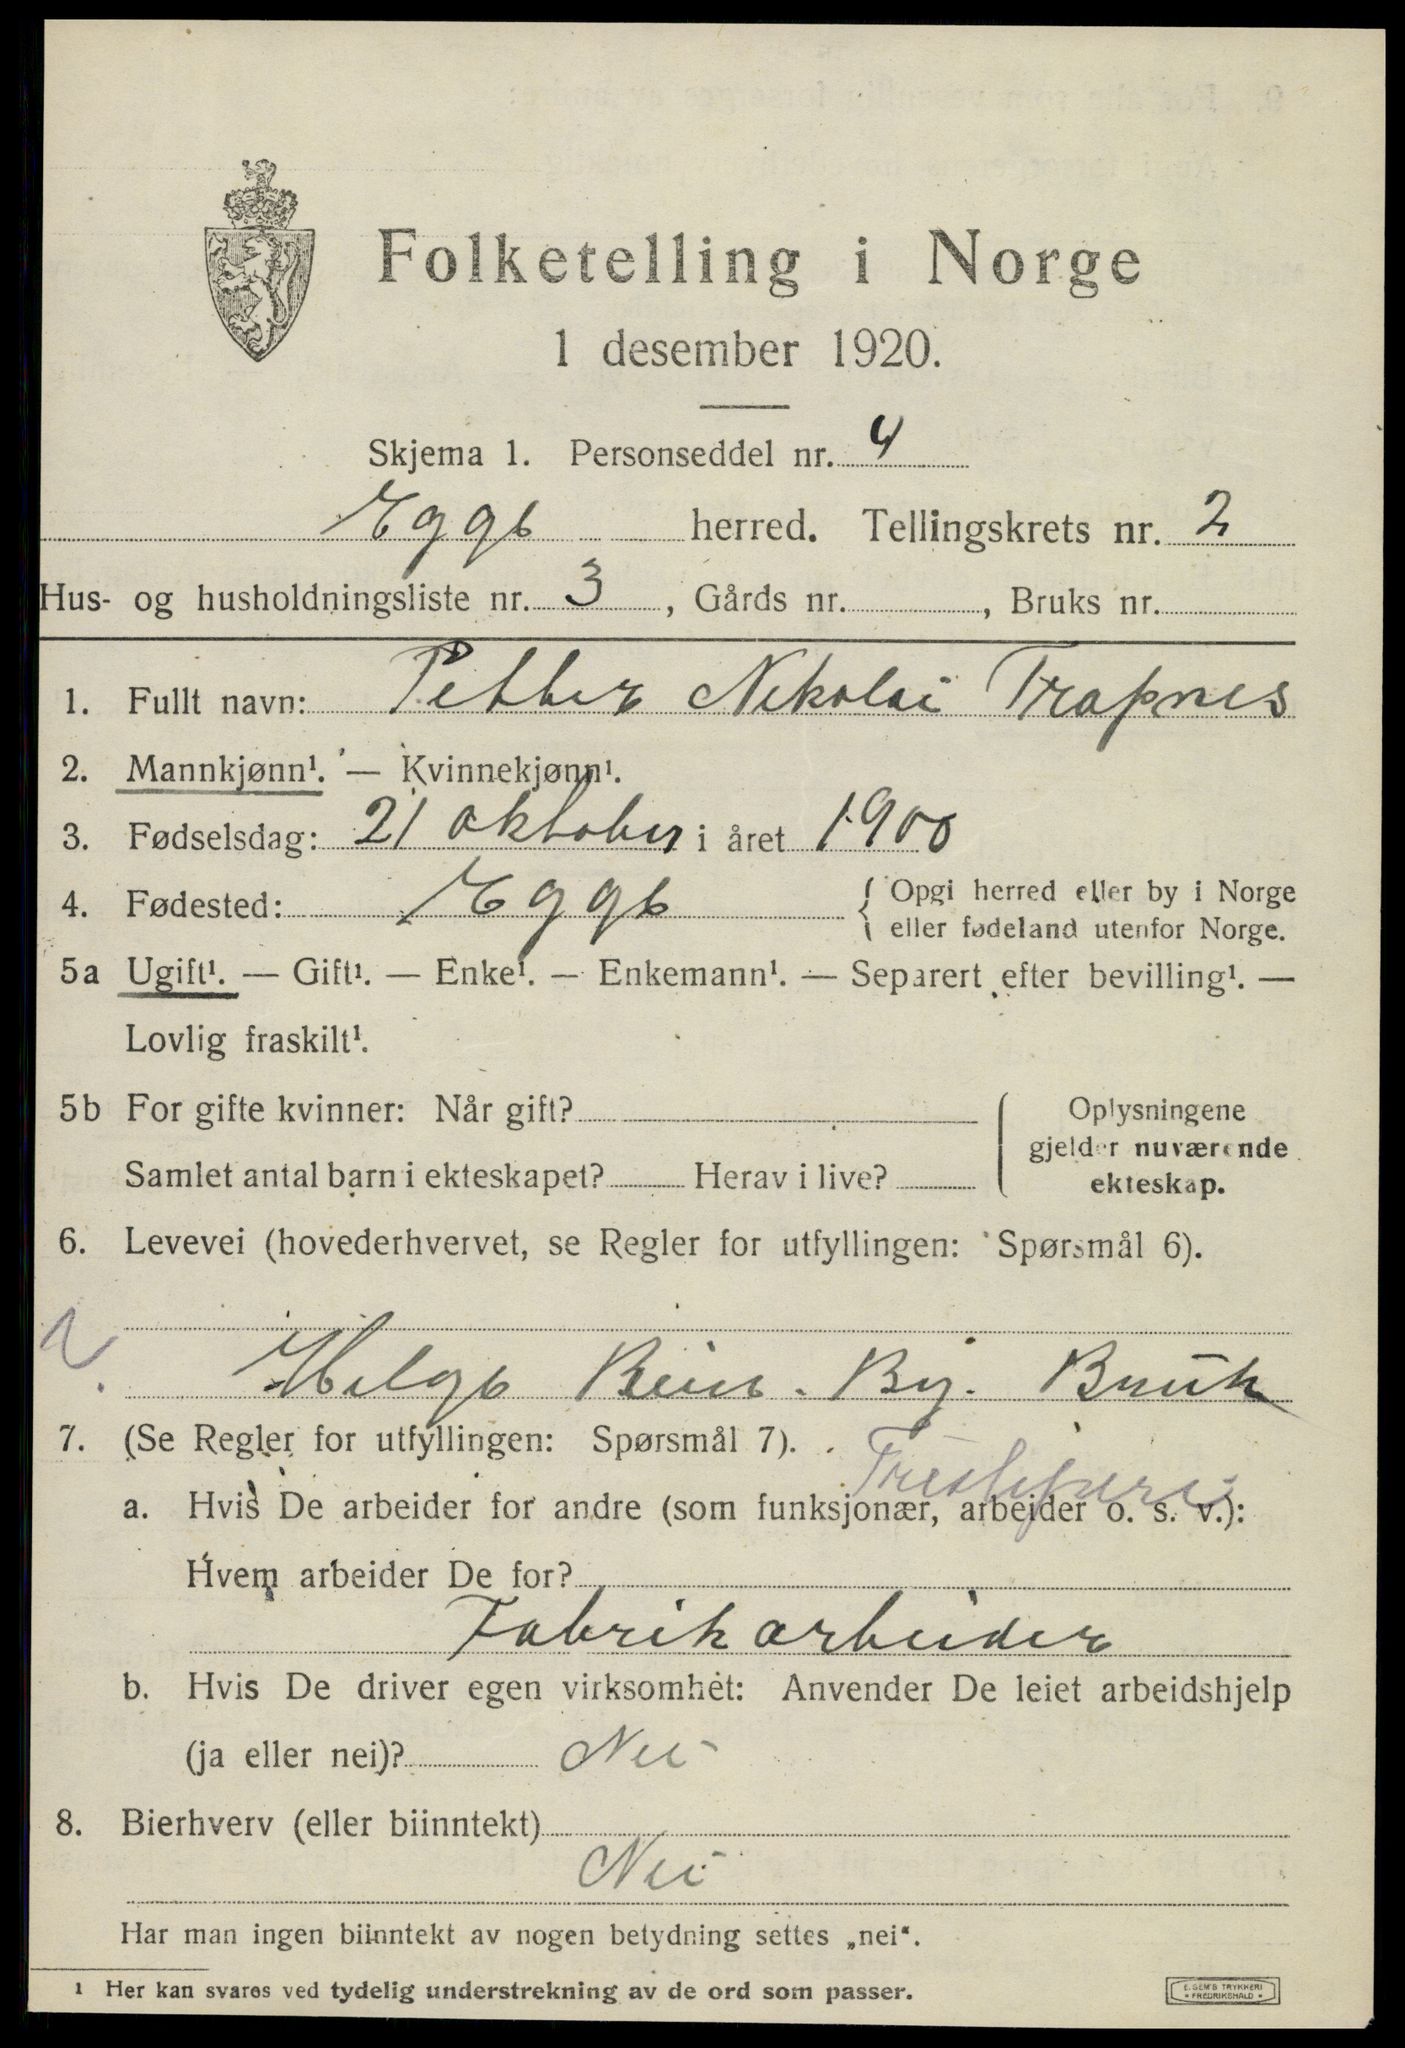 Folketelling i Norge
1 desember 1920.
Skjema 1. Personseddel nr. 4
Egge herred. Tellingskrets nr. 2
Hus- og husholdningsliste nr. 3, Gårds nr. , Bruks nr.
1. Fullt navn: Petter Nikolai Trapnes
2. Mannkjønn¹. — Kvinnekjønn¹.
3. Fødselsdag: 21 oktober i året 1900
4. Fødested: Egge { Opgi herred eller by i Norge
eller fødeland utenfor Norge.
5a Ugift¹. — Gift¹. — Enke¹. — Enkemann¹. — Separert efter bevilling¹. —
Lovlig fraskilt¹.
5b For gifte kvinner: Når gift?
Samlet antal barn i ekteskapet? Herav i live?
Oplysningene
gjelder nuværende
ekteskap.
6. Levevei (hovederhvervet, se Regler for utfyllingen: Spørsmål 6).
Helge Bruk
7. (Se Regler for utfyllingen: Spørsmål 7).
Tresliperi
a. Hvis De arbeider for andre (som funksjonær, arbeider o. s. v.):
Hvem arbeider De for?
Fabrikarbeider
b. Hvis De driver egen virksomhet: Anvender De leiet arbeidshjelp
(ja eller nei)? Nei
8. Bierhverv (eller biinntekt)
Nei
Har man ingen biinntekt av nogen betydning settes „nei“.
1 Her kan svares ved tydelig understrekning av de ord som passer.
E. SEM'S TRYKKERI
* FREDRIKSHALD *